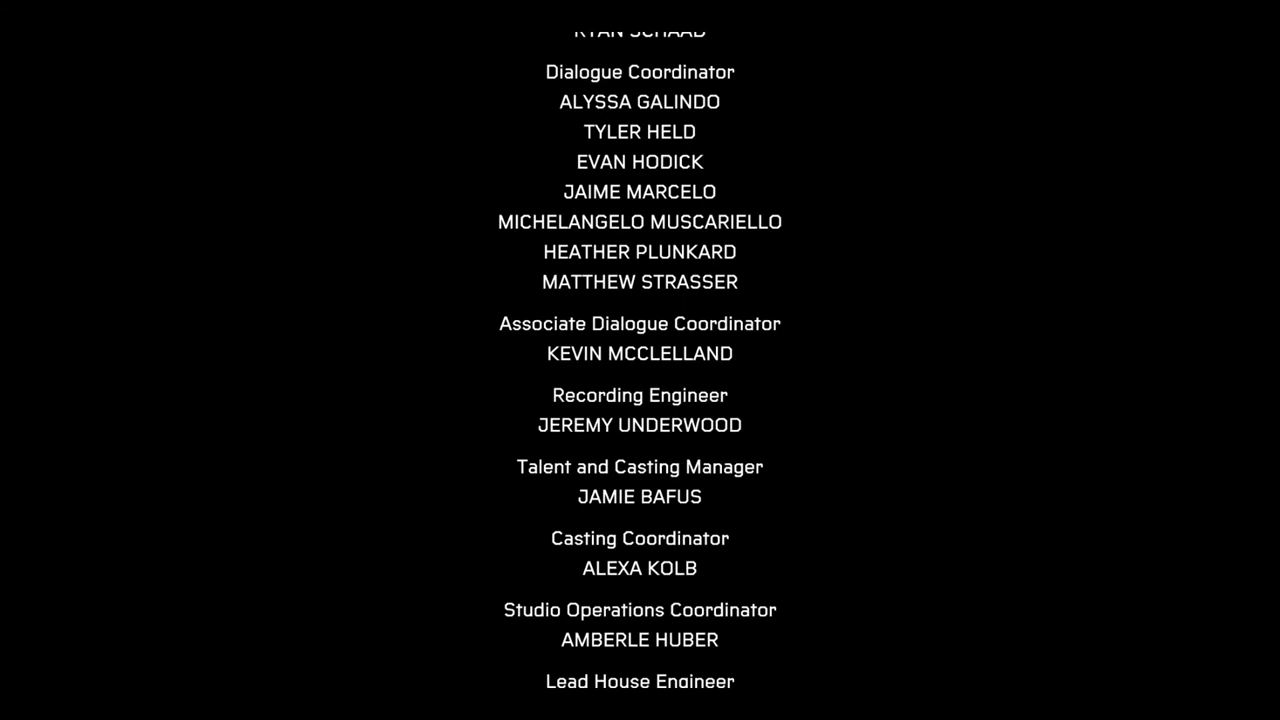 RYAN SCHAAD
Dialogue Coordinator
ALYSSA GALINDO
TYLER HELD
EVAN HODICK
JAIME MARCELO
MICHELANGELO MUSCARIELLO
HEATHER PLUNKARD
MATTHEW STRASSER
Associate Dialogue Coordinator
KEVIN MCCLELLAND
Recording Engineer
JEREMY UNDERWOOD
Talent and Casting Manager
JAMIE BAFUS
Casting Coordinator
ALEXA KOLB
Studio Operations Coordinator
AMBERLE HUBER
Lead House Engineer